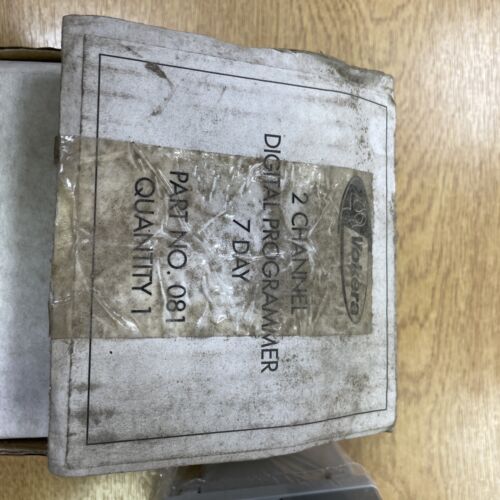 Vokera
2 CHANNEL
DIGITAL PROGRAMMER
7 DAY
PART NO. 081
QUANTITY 1